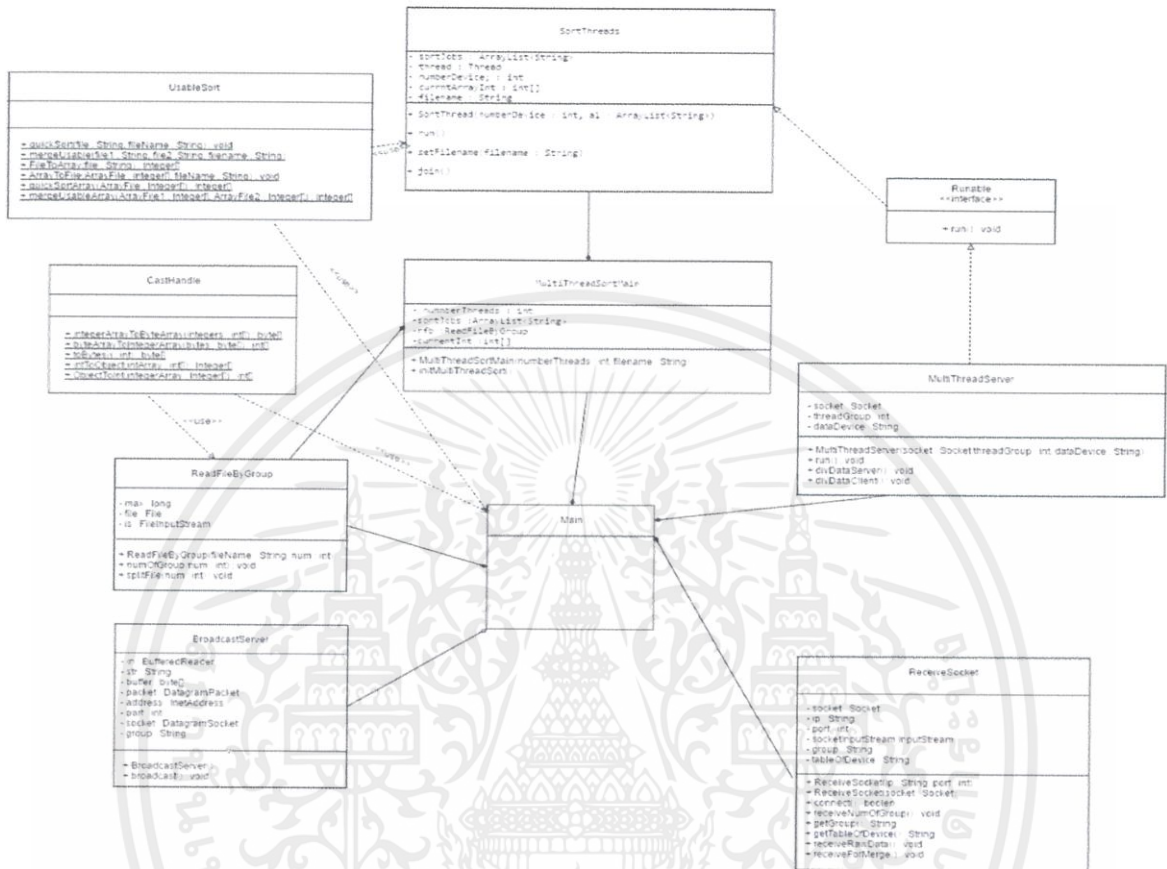 SortThreads
- sortJobs : ArrayList<String>
- thread : Thread
- numberDevice; : int
- currntArrayInt : int[]
- filename : String
+ SortThread(numberDevice : int, al : ArrayList<String>)
+ run()
+ setFilename(filename : String)
+ join()
UsableSort
+ quickSort(file : String, fileName : String) : void
+ mergeUsable(file1 : String, file2 : String, filename : String)
+ FileToArray(file : String) : Integer[]
+ ArrayToFile(ArrayFile : Integer[], fileName : String) : void
+ quickSortArray(ArrayFile : Integer[]) : Integer[]
+ mergeUsableArray(ArrayFile1 : Integer[], ArrayFile2 : Integer[]) : Integer[]
Runable
<<interface>>
+ run() : void
CastHandle
+ integerArrayToByteArray(integers : int[]) : byte[]
+ byteArrayToIntegerArray(bytes : byte[]) : int[]
+ toBytes(i : int) : byte[]
+ intToObject(intArray : int[]) : Integer[]
+ ObjectToInt(integerArray : Integer[]) : int[]
<<use>>
MultiThreadSortMain
- numnberThreads : int
- sortJobs : ArrayList<String>
- rfb : ReadFileByGroup
- currentInt : int[]
+ MultiThreadSortMain(numberThreads : int filename : String)
+ initMultiThreadSort()
MultiThreadServer
- socket : Socket
- threadGroup : int
- dataDevice : String
+ MultiThreadServer(socket : Socket threadGroup : int dataDevice : String)
+ run() : void
+ divDataServer() : void
+ divDataClient() : void
<<use>>
<<use>>
ReadFileByGroup
- max : long
- file : File
- is : FileInputStream
+ ReadFileByGroup(fileName : String num : int)
+ numOfGroup(num : int) : void
+ splitFile(num : int) : void
Main
BroadcastServer
- in : BufferedReader
- str : String
- buffer : byte[]
- packet : DatagramPacket
- address : InetAddress
- port : int
- socket : DatagramSocket
- group : String
+ BroadcastServer()
+ broadcast() : void
ReceiveSocket
- socket : Socket
- ip : String
- port : int
- socketInputStream : InputStream
- group : String
- tableOfDevice : String
+ ReceiveSocket(ip : String port : int)
+ ReceiveSocket(socket : Socket)
+ connect() : boolen
+ receiveNumOfGroup() : void
+ getGroup() : String
+ getTableOfDevice() : String
+ receiveRanData() : void
+ receiveForMerge() : void